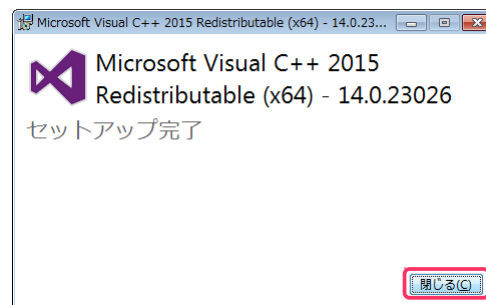 Microsoft Visual C++ 2015 Redistributable (x64) - 14.0.23...
Microsoft Visual C++ 2015
Redistributable (x64) - 14.0.23026
セットアップ完了
閉じる(C)